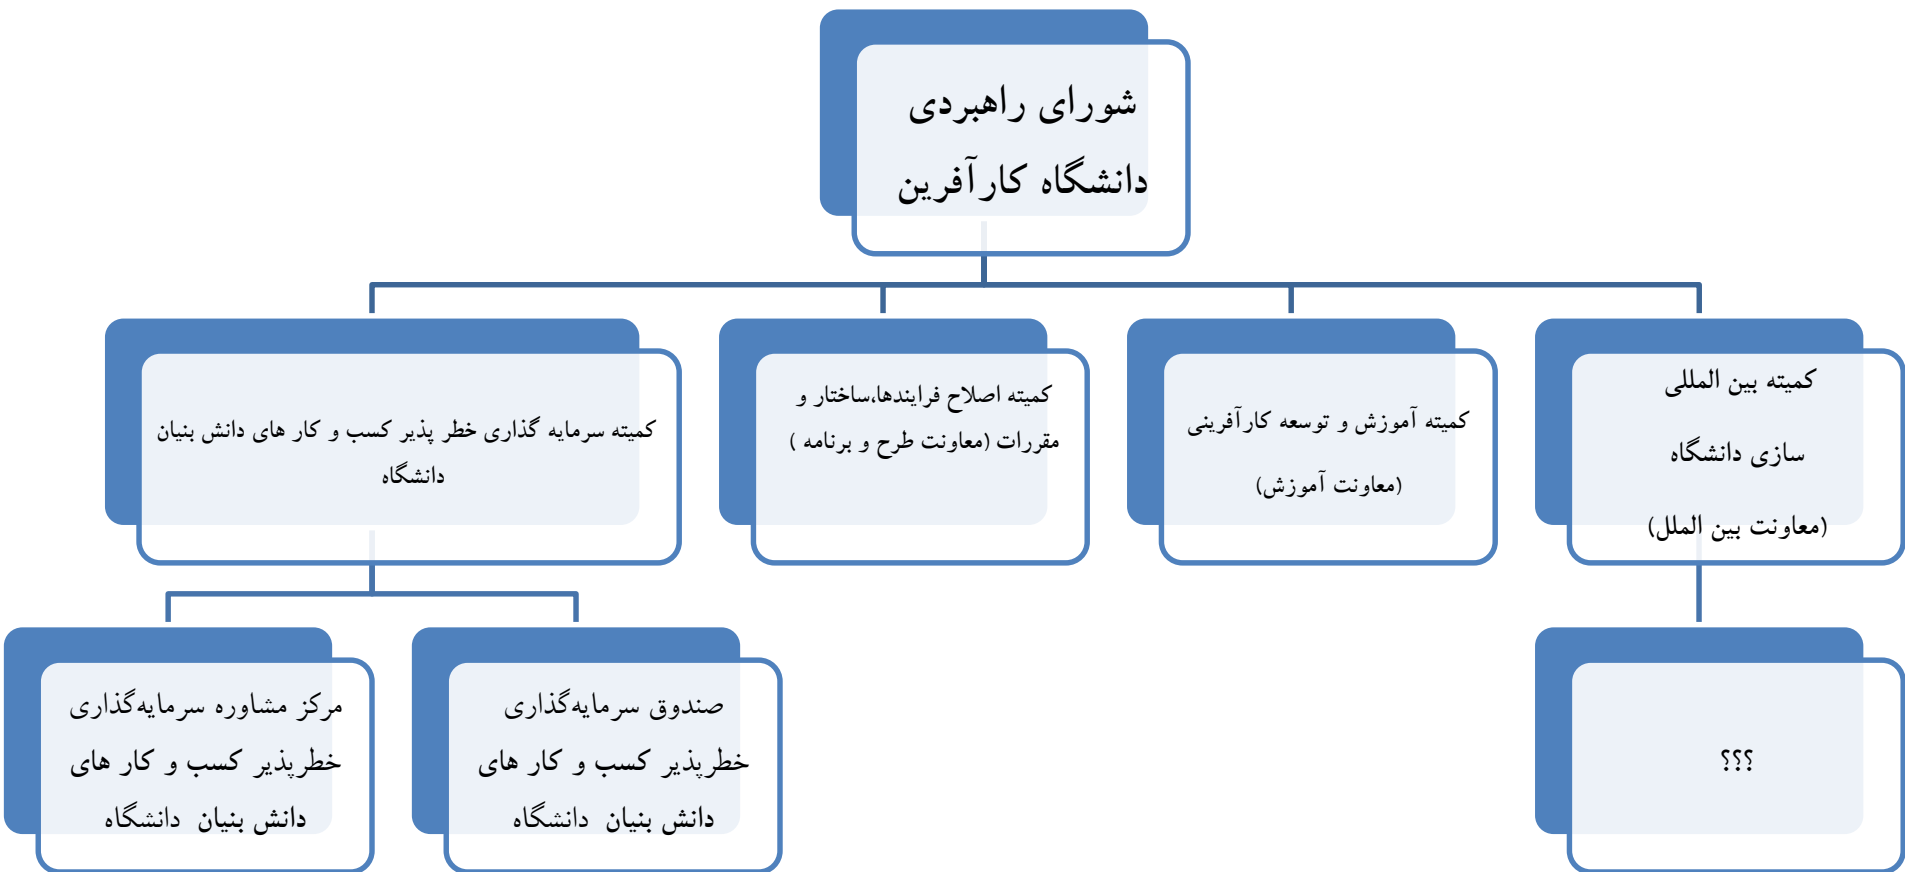 شورای راهبردی
دانشگاه کارآفرین
کمیته بین المللی
سازی دانشگاه
(معاونت بین الملل)
کمیته آموزش و توسعه کارآفرینی
(معاونت آموزش)
کمیته اصلاح فرایندها،ساختار و
مقررات (معاونت طرح و برنامه )
کمیته سرمایه گذاری خطر پذیر کسب و کار های دانش بنیان
دانشگاه
؟؟؟
صندوق سرمایه‌گذاری
خطرپذیر کسب و کار های
دانش بنیان دانشگاه
مرکز مشاوره سرمایه‌گذاری
خطرپذیر کسب و کار های
دانش بنیان دانشگاه